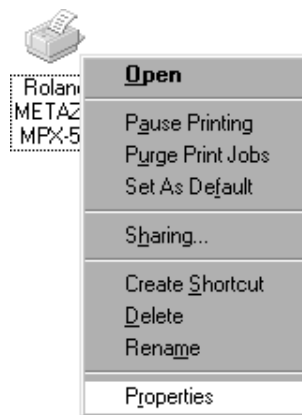 Roland
METAZ
MPX-5
Open
Pause Printing
Purge Print Jobs
Set As Default
Sharing...
Create Shortcut
Delete
Rename
Properties